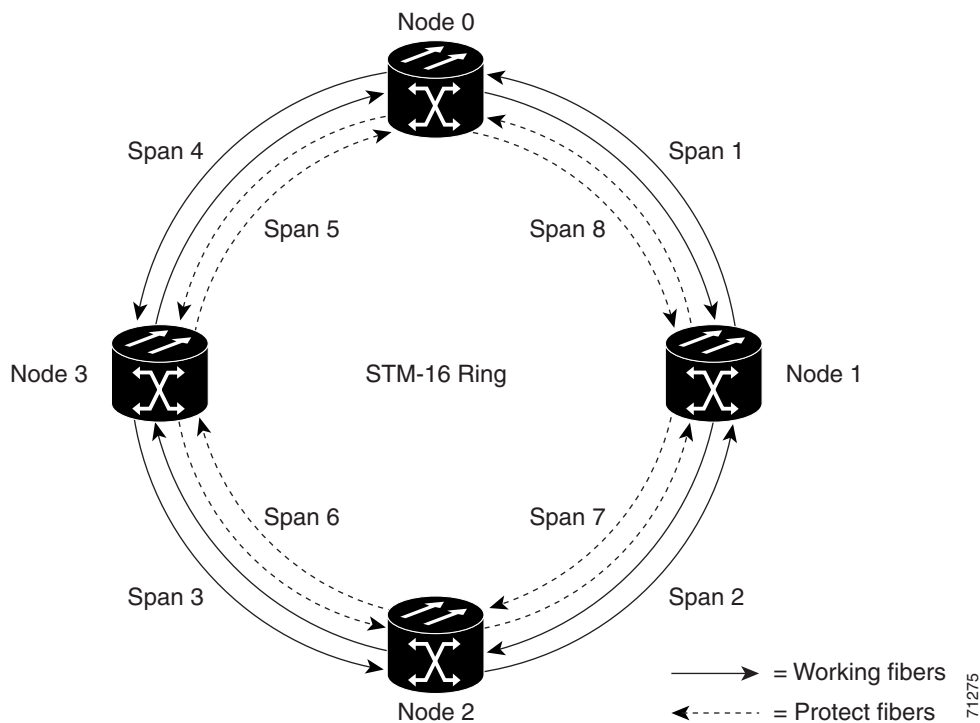 Node 0
Span 4
Span 1
Span 5
Span 8
Node 3
STM-16 Ring
Node 1
Span 6
Span 7
Span 3
Span 2
Node 2
= Working fibers
= Protect fibers
71275